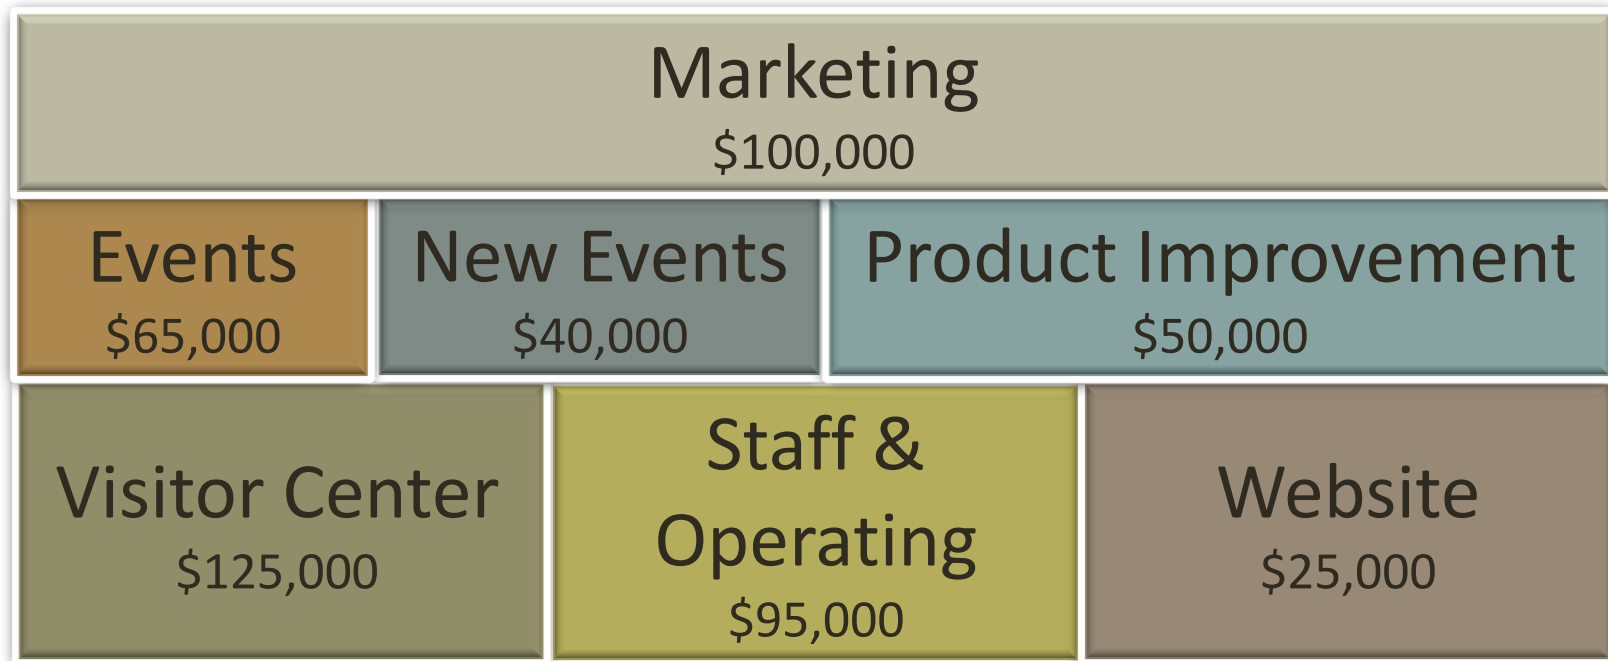 Marketing
$100,000
Events
$65,000
New Events
$40,000
Product Improvement
$50,000
Visitor Center
$125,000
Staff &
Operating
$95,000
Website
$25,000